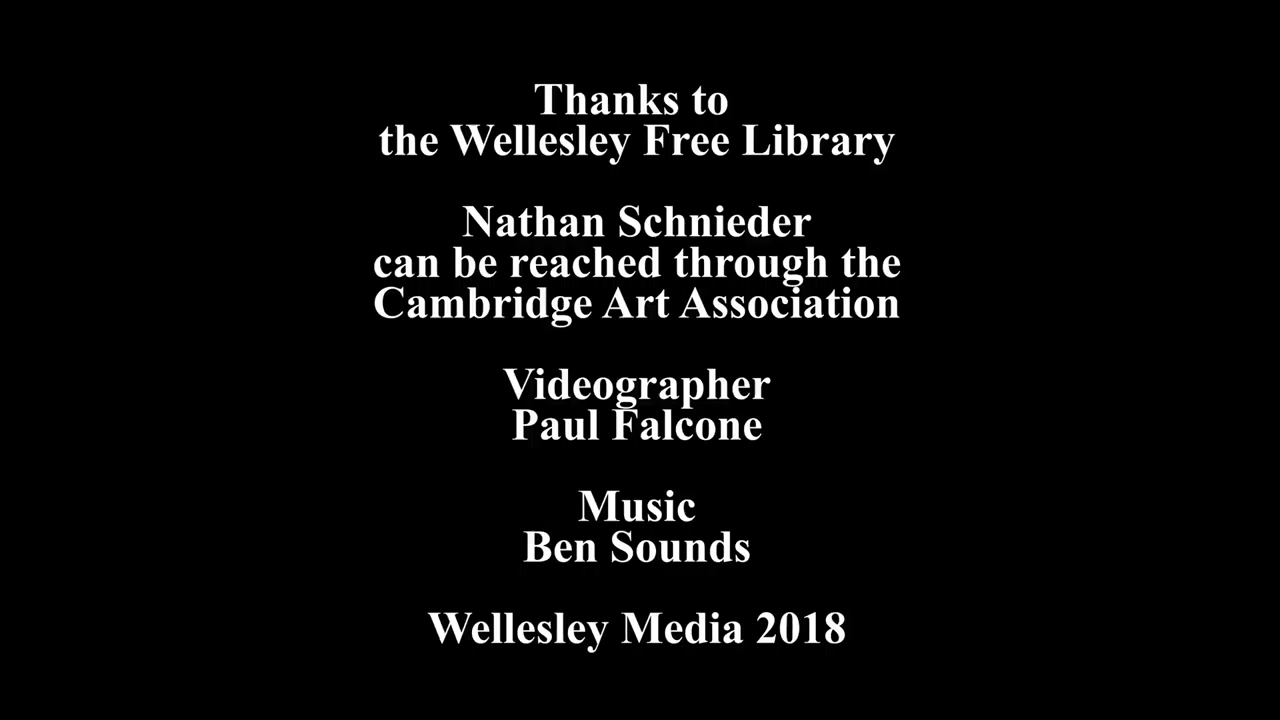 Thanks to
the Wellesley Free Library
Nathan Schnieder
can be reached through the
Cambridge Art Association
Videographer
Paul Falcone
Music
Ben Sounds
Wellesley Media 2018